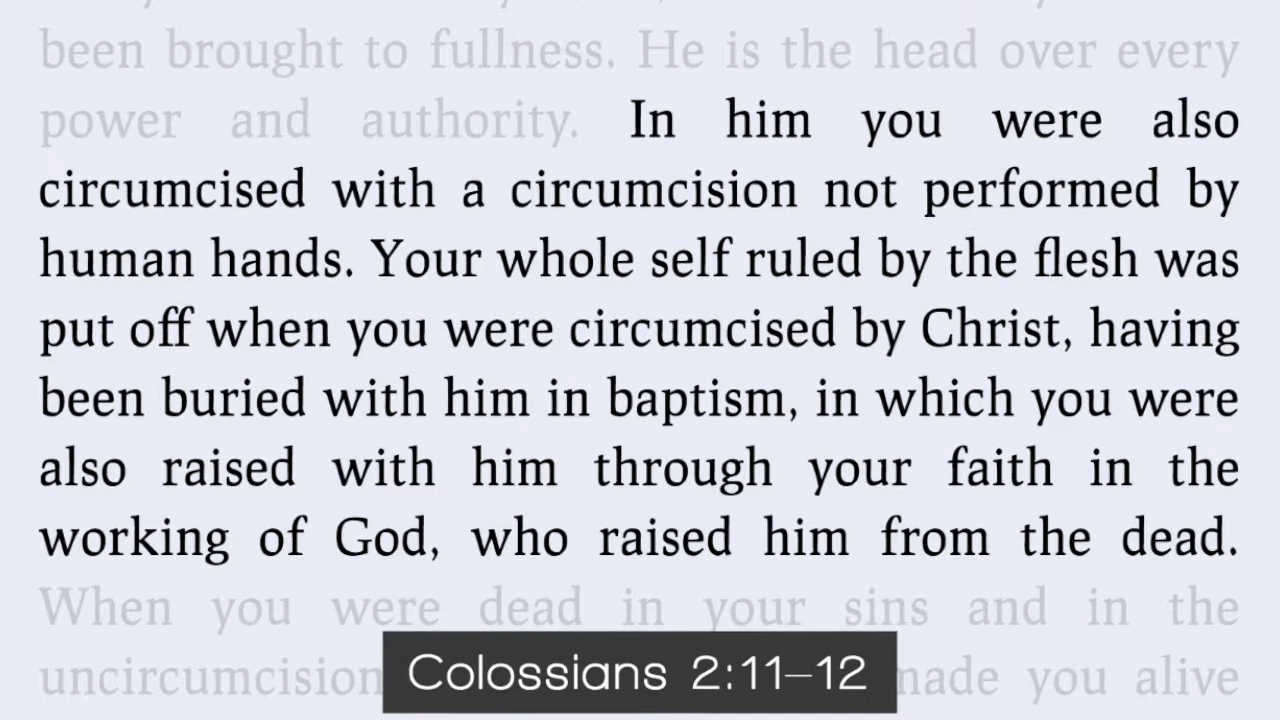 been brought to fullness. He is the head over every
power and authority. In him you were also
circumcised with a circumcision not performed by
human hands. Your whole self ruled by the flesh was
put off when you were circumcised by Christ, having
been buried with him in baptism, in which you were
also raised with him through your faith in the
working of God, who raised him from the dead.
When you were dead in your sins and in the
uncircumcision made you alive
Colossians 2:11–12